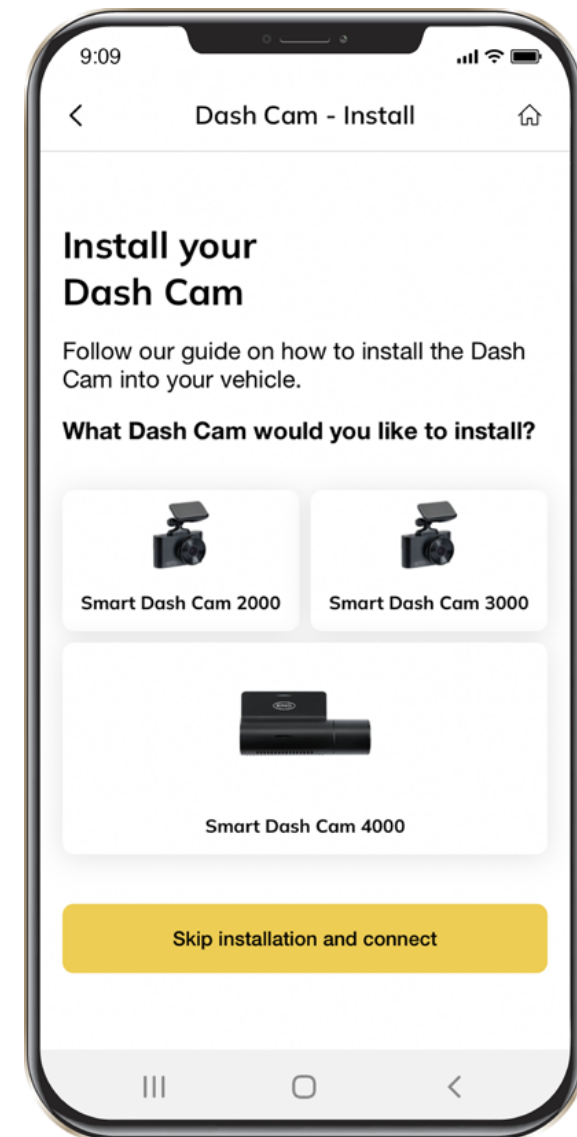 9:09
Dash Cam - Install
Install your
Dash Cam
Follow our guide on how to install the Dash
Cam into your vehicle.
What Dash Cam would you like to install?
Smart Dash Cam 2000
Smart Dash Cam 3000
Smart Dash Cam 4000
Skip installation and connect